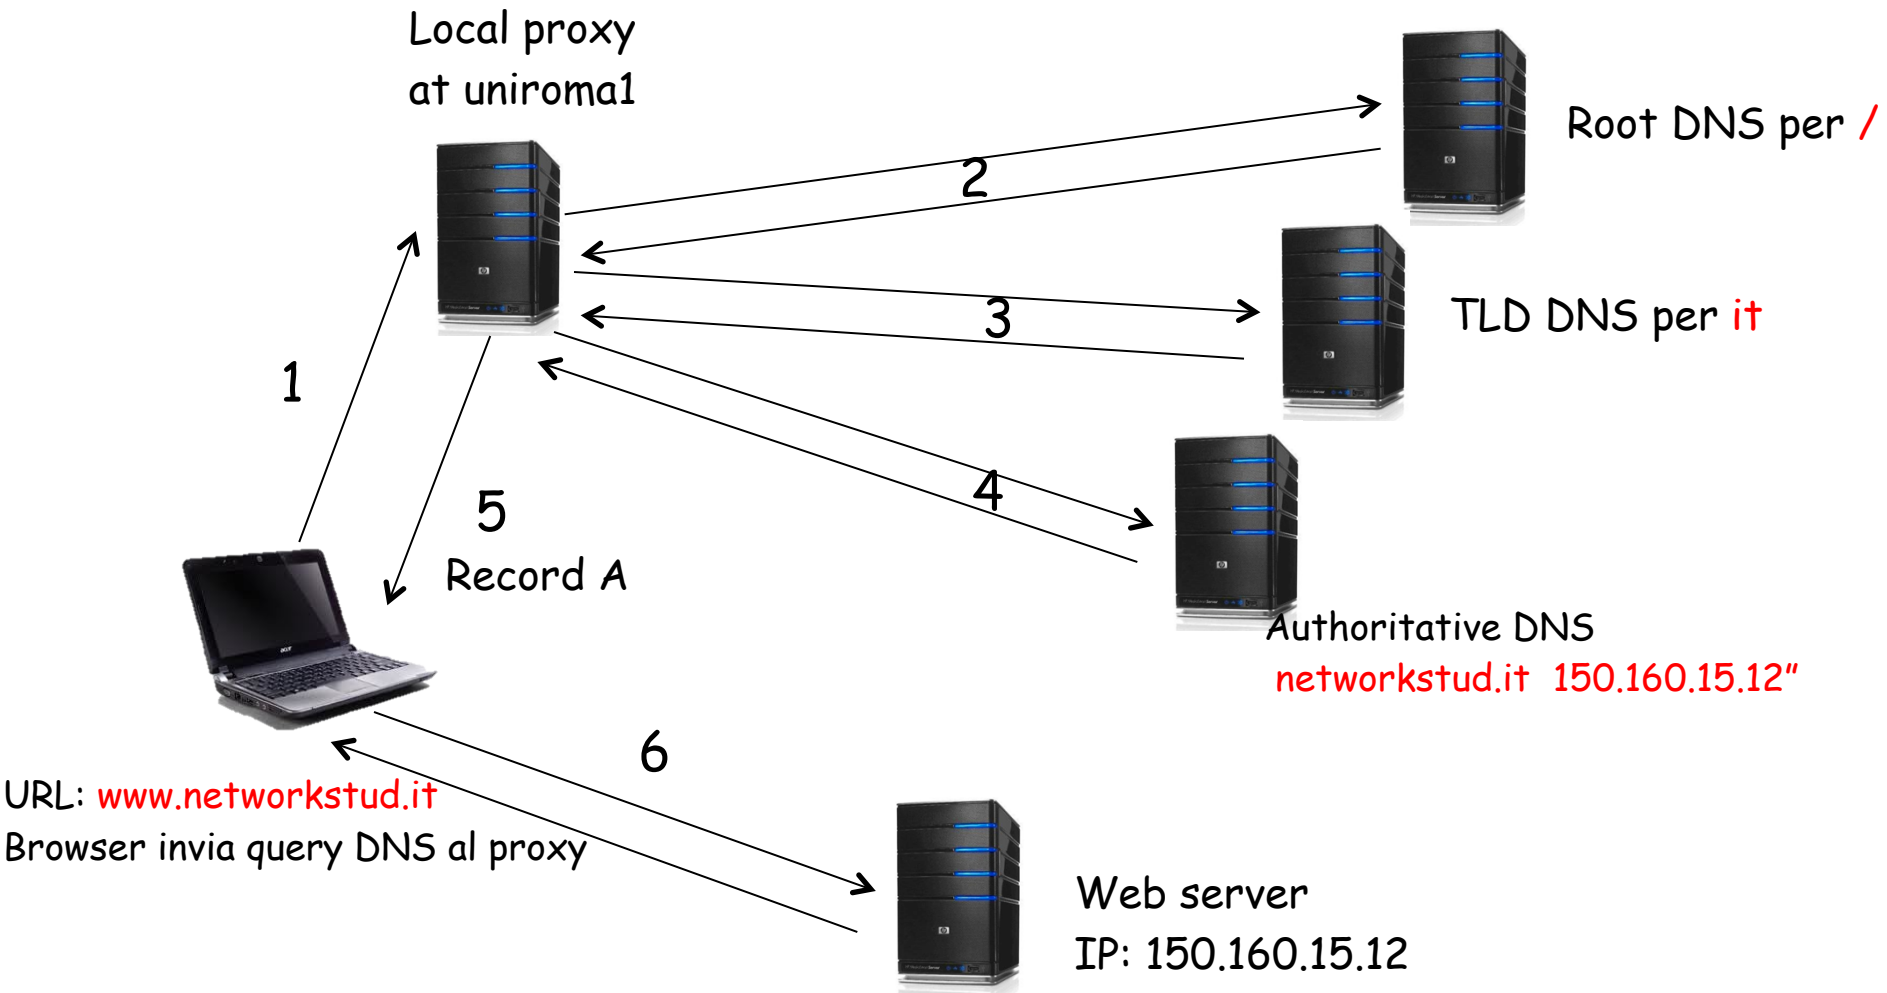 Local proxy
at uniroma1
Root DNS per /
2
TLD DNS per it
3
1
4
5
Record A
Authoritative DNS
networkstud.it 150.160.15.12"
6
URL: www.networkstud.it
Browser invia query DNS al proxy
Web server
IP: 150.160.15.12